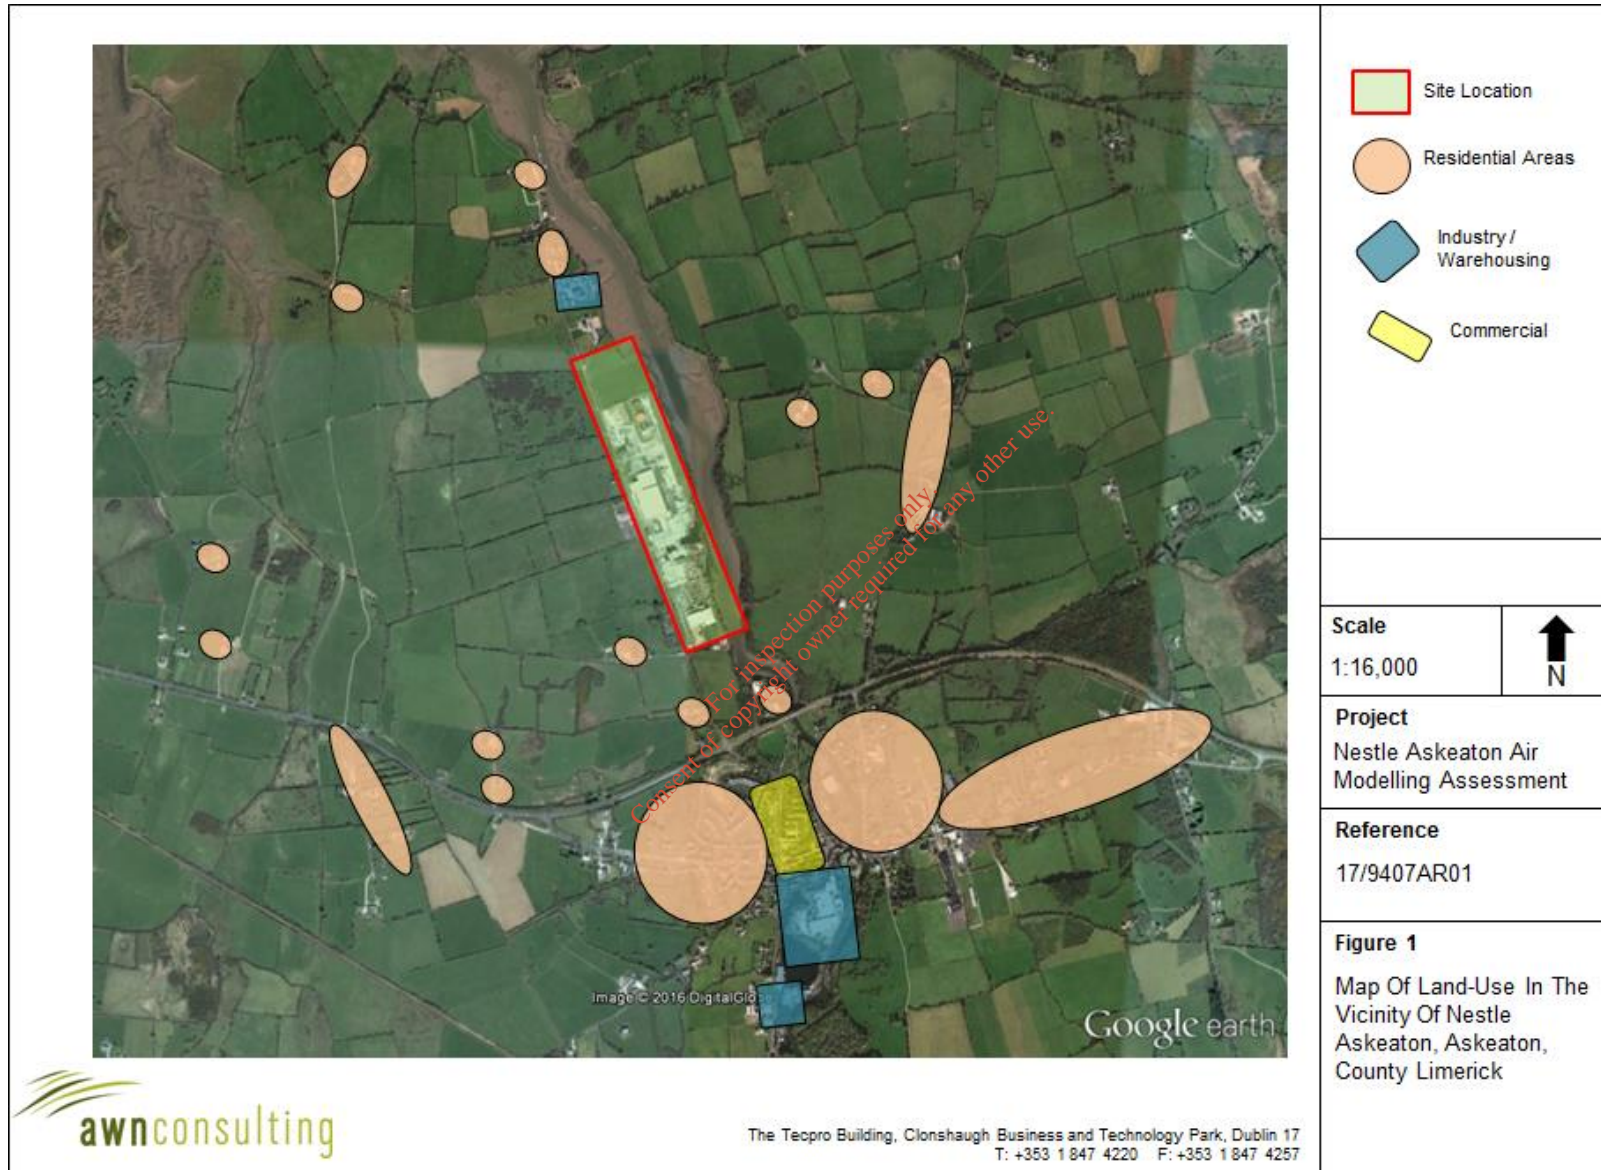 Site Location
Residential Areas
Industry /
Warehousing
Commercial
Scale
1:16,000
N
Project
Nestle Askeaton Air
Modelling Assessment
Reference
17/9407AR01
Figure 1
Map Of Land-Use In The
Vicinity Of Nestle
Askeaton, Askeaton,
County Limerick
For inspection purposes only.
Consent of copyright owner required for any other use.
Image © 2016 DigitalGlobe
Google earth
awnconsulting
The Tecpro Building, Clonshaugh Business and Technology Park, Dublin 17
T: +353 1 847 4220 F: +353 1 847 4257